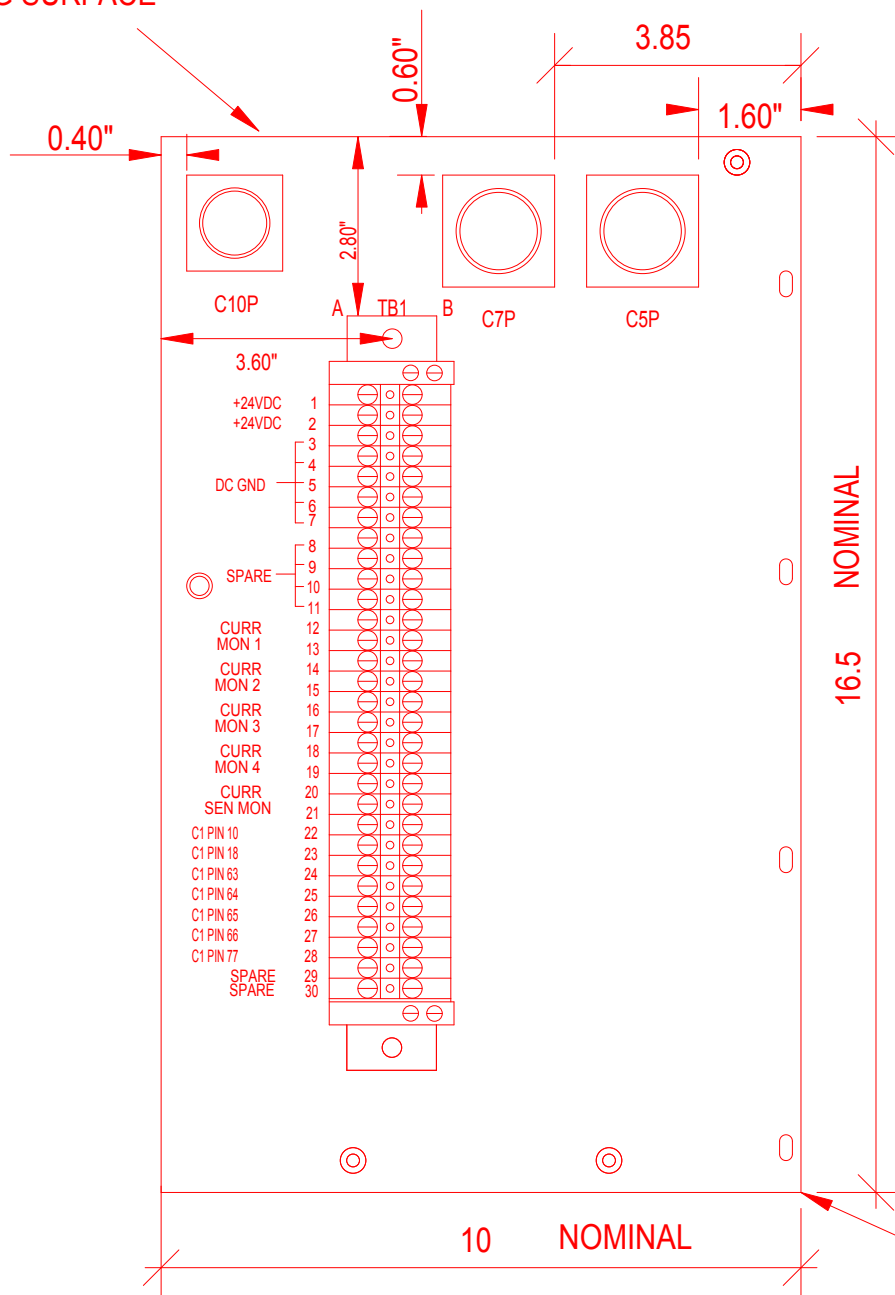 3.85
0.60"
1.60"
0.40"
2.80"
C10P
A TB1 B
C7P
C5P
3.60"
+24VDC 1
+24VDC 2
3
4
DC GND 5
6
7
8
9
SPARE
10
11
CURR 12
MON 1 13
CURR 14
MON 2 15
CURR 16
MON 3 17
CURR 18
MON 4 19
CURR 20
SEN MON 21
C1 PIN 10 22
C1 PIN 18 23
C1 PIN 63 24
C1 PIN 64 25
C1 PIN 65 26
C1 PIN 66 27
C1 PIN 77 28
SPARE 29
SPARE 30
16.5 NOMINAL
10 NOMINAL